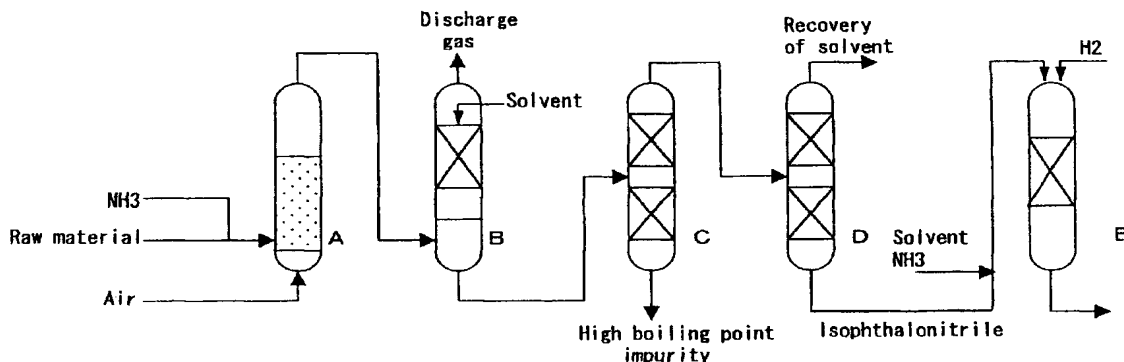 Discharge
gas
Recovery
of solvent
H2
Solvent
NH3
Raw material
A
B
C
D
E
Solvent
NH3
Air
High boiling point
impurity
Isophthalonitrile